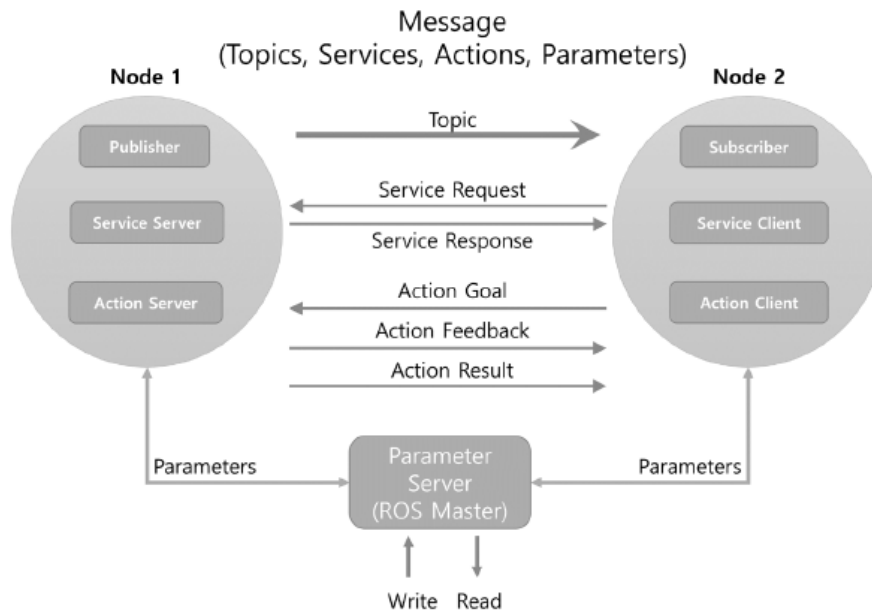 Message
(Topics, Services, Actions, Parameters)
Node 1
Node 2
Topic
Publisher
Subscriber
Service Request
Service Server
Service Client
Service Response
Action Goal
Action Server
Action Client
Action Feedback
Action Result
Parameters
Parameter
Server
(ROS Master)
Parameters
Write
Read